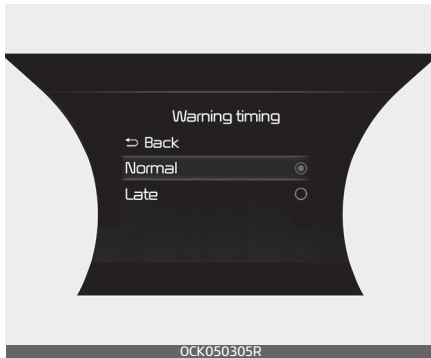 Warning timing
⮌ Back
Normal
Late
OCK050305R